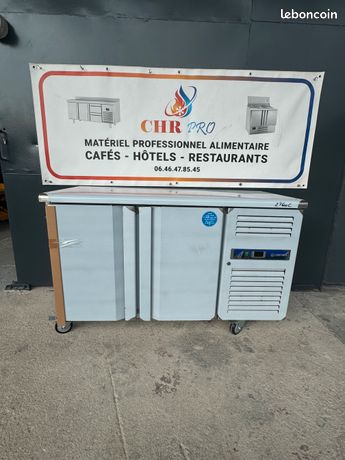 leboncoin
CHR PRO
MATÉRIEL PROFESSIONNEL ALIMENTAIRE
CAFÉS - HÔTELS - RESTAURANTS
06.46.47.85.45